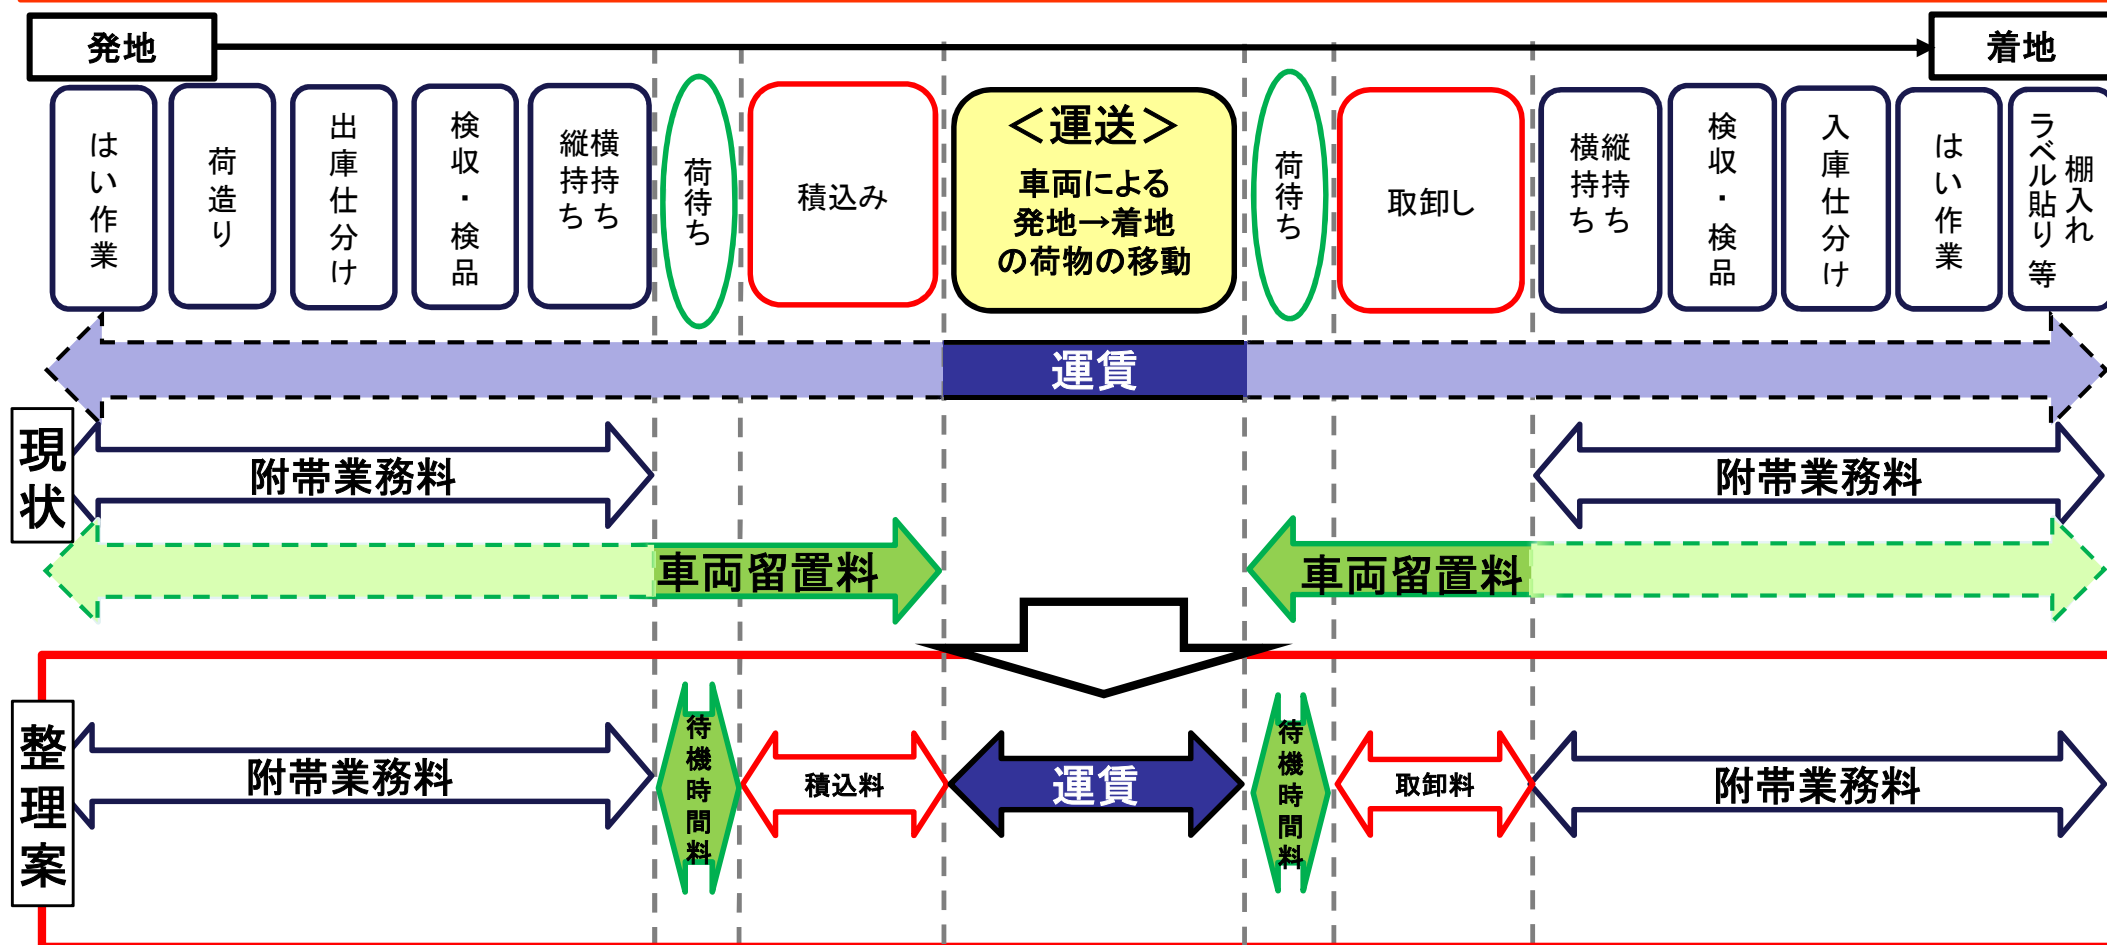 発地
着地
はい作業
荷造り
出庫仕分け
検収・検品
横持ち
縦持ち
荷待ち
積込み
＜運送＞
車両による
発地→着地
の荷物の移動
荷待ち
取卸し
縦持ち
横持ち
検収・検品
入庫仕分け
はい作業
棚入れ
ラベル貼り等
運賃
現状
附帯業務料
附帯業務料
車両留置料
車両留置料
整理案
附帯業務料
待機時間料
積込料
運賃
待機時間料
取卸料
附帯業務料